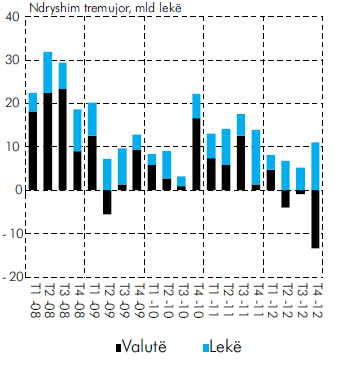 Ndryshim tremujor, mld lekë
40
30
20
10
0
- 10
- 20
T1 -08
T2 -08
T3 -08
T4 -08
T1 -09
T2 -09
T3 -09
T4 -09
T1 -10
T2 -10
T3 -10
T4 -10
T1 -11
T2 -11
T3 -11
T4 -11
T1 -12
T2 -12
T3 -12
T4 -12
Valutë Lekë